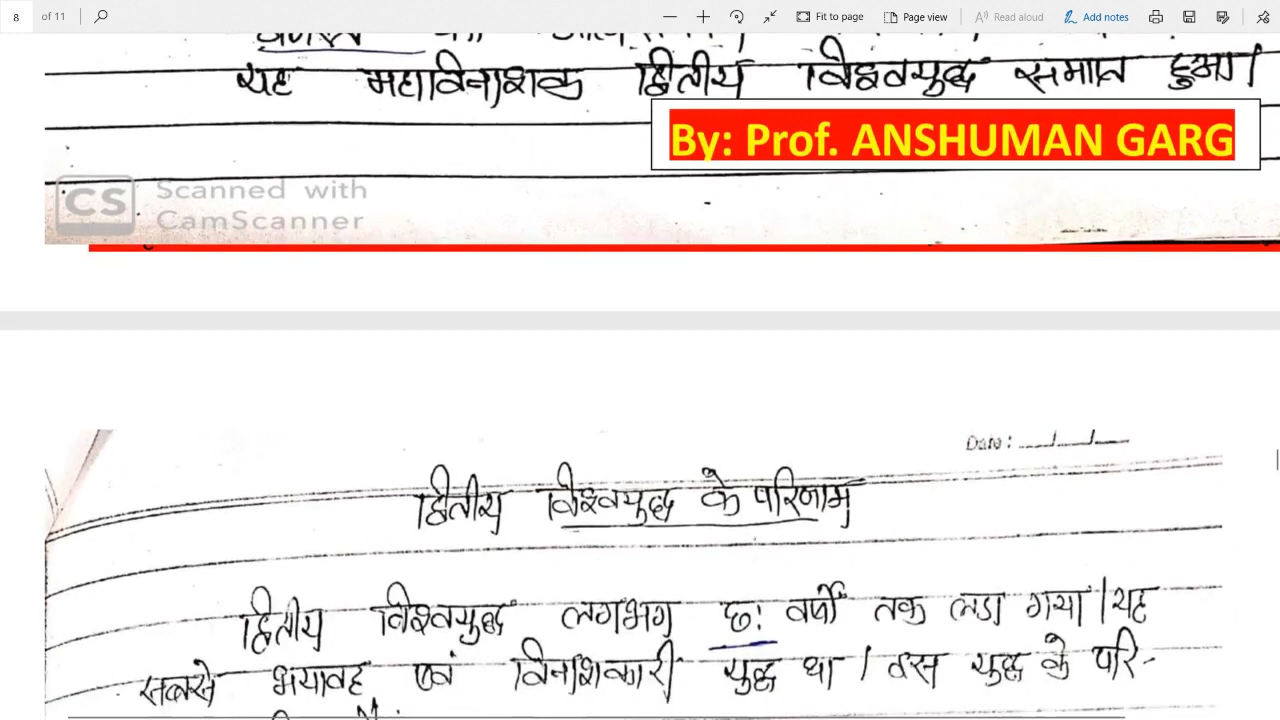 8 of 11 Fit to page Page view Read aloud Add notes
यह महाविनाशक द्वितीय विश्वयुद्ध समाप्त हुआ।
By: Prof. ANSHUMAN GARG
CS Scanned with
CamScanner
Date:
द्वितीय विश्वयुद्ध के परिणाम
द्वितीय विश्वयुद्ध लगभग छ: वर्षों तक लडा गया। यह
सबसे भयावह एवं विनाशकारी युद्ध था। इस युद्ध के परि-